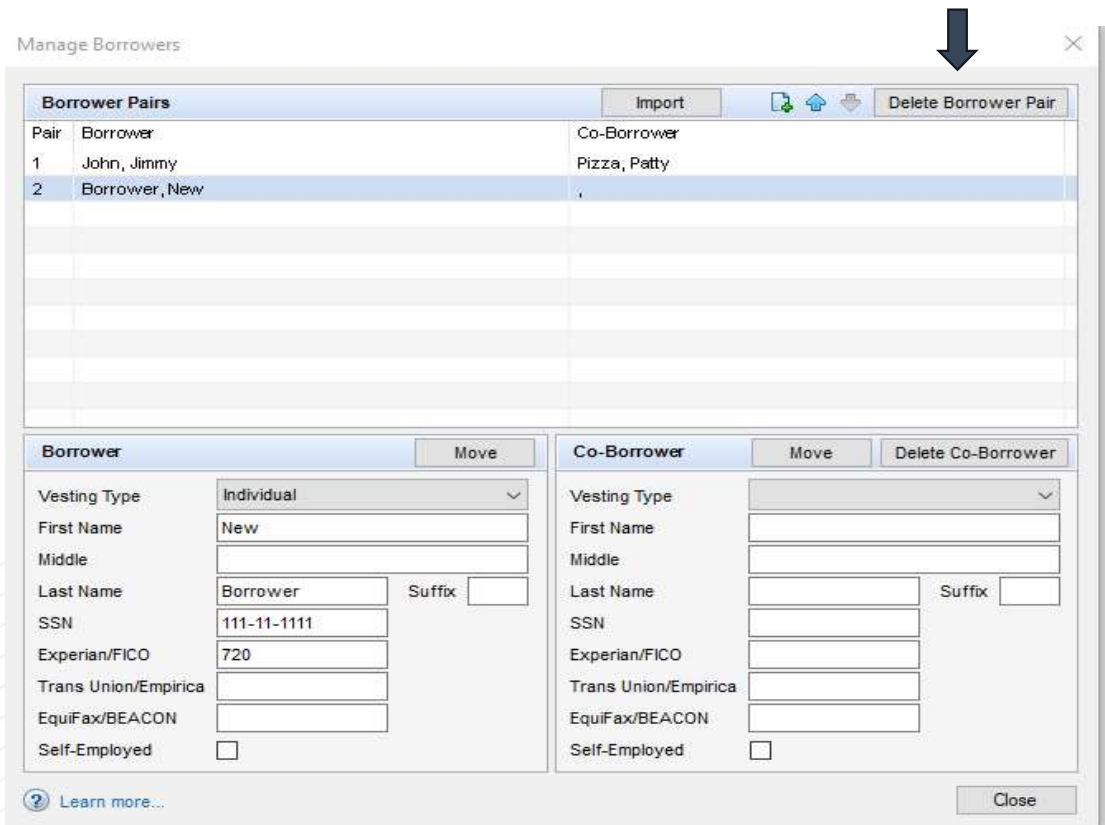 Manage Borrowers
Borrower Pairs Import Delete Borrower Pair
Pair Borrower Co-Borrower
1 John, Jimmy Pizza, Patty
2 Borrower, New ,
Borrower Move
Vesting Type Individual
First Name New
Middle
Last Name Borrower Suffix
SSN 111-11-1111
Experian/FICO 720
Trans Union/Empirica
EquiFax/BEACON
Self-Employed
Co-Borrower Move Delete Co-Borrower
Vesting Type
First Name
Middle
Last Name Suffix
SSN
Experian/FICO
Trans Union/Empirica
EquiFax/BEACON
Self-Employed
? Learn more... Close